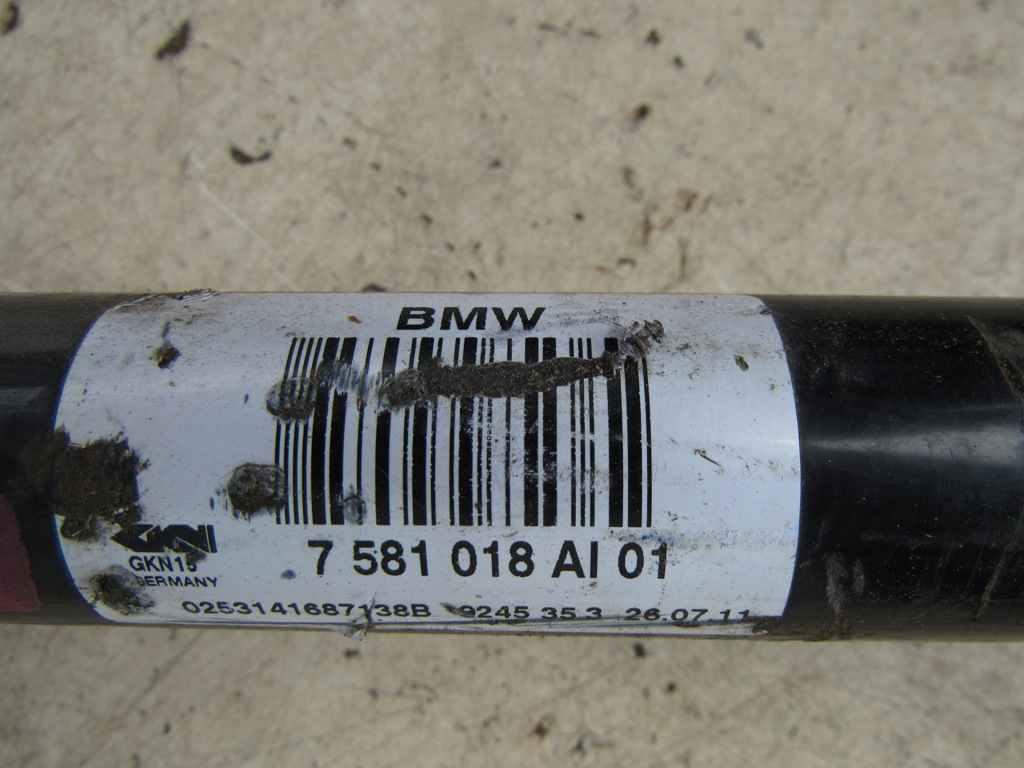 BMW
GKN
GKN15
GERMANY
7 581 018 AI 01
0253141687138B 9245 35.3 26.07.11